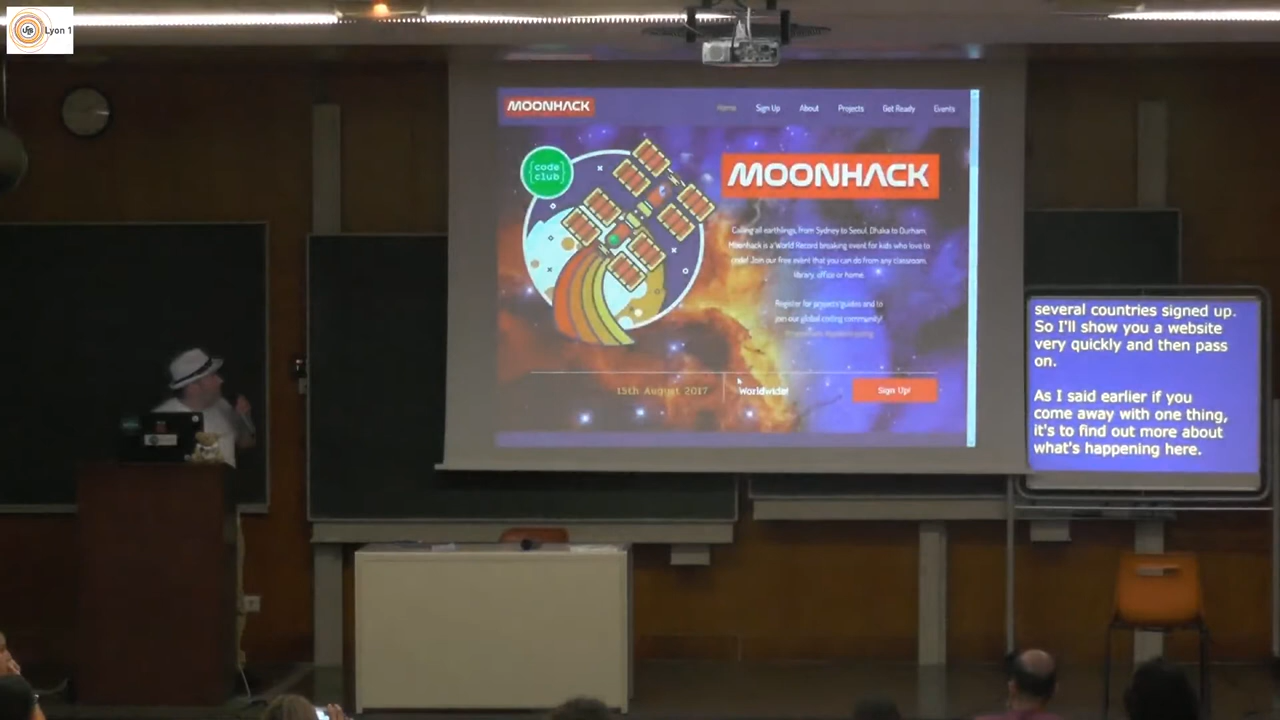 Lyon 1
MOONHACK
Home Sign Up About Projects Get Ready Events
{code
club}
MOONHACK
Calling all earthlings, from Sydney to Seoul, Dhaka to Durham,
Moonhack is a World Record breaking event for kids who love to
code! Join our free event that you can do from any classroom,
library, office or home.
Register for projects/guides and to
join our global coding community!
15th August 2017
Worldwide!
Sign Up!
several countries signed up.
So I'll show you a website
very quickly and then pass
on.
As I said earlier if you
come away with one thing,
it's to find out more about
what's happening here.